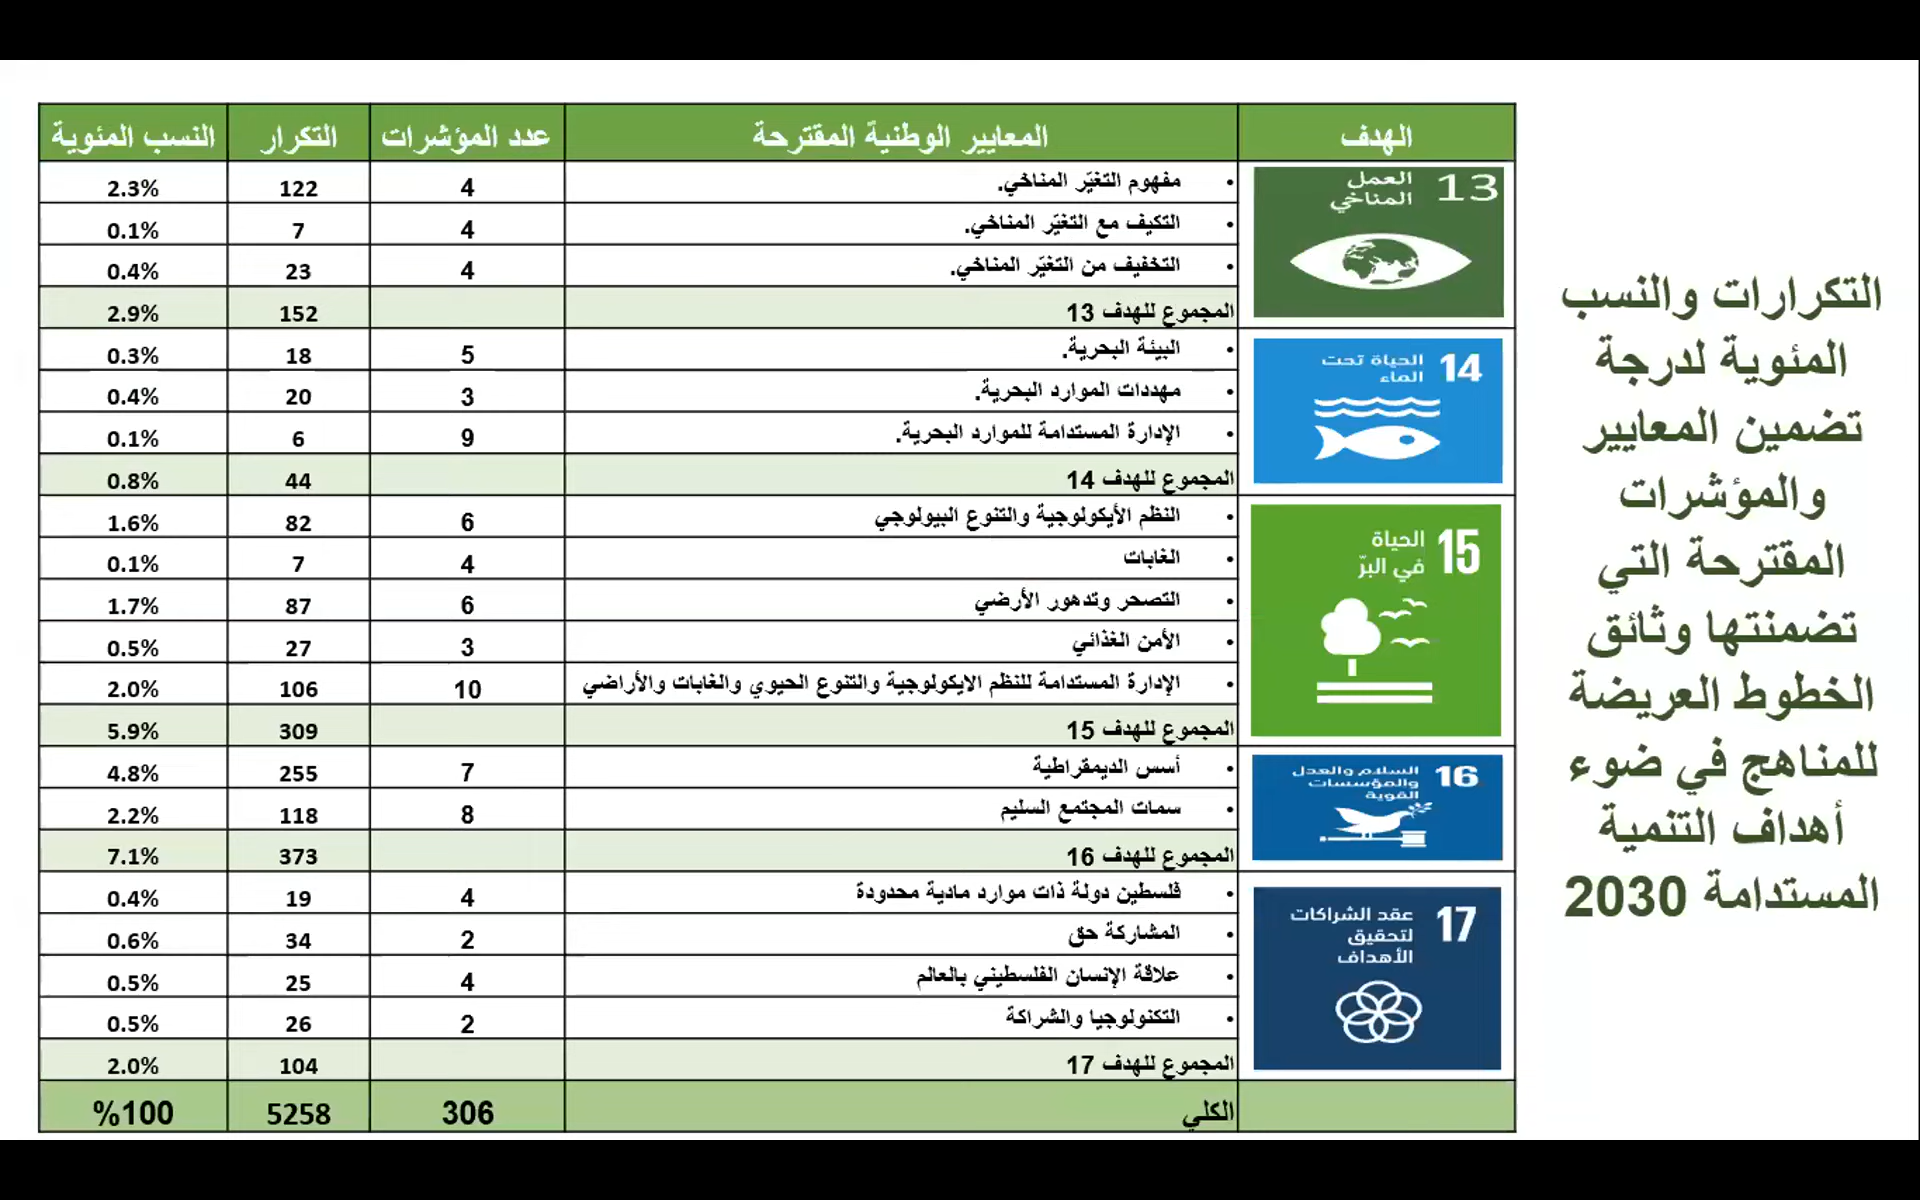 الهدف المعايير الوطنية المقترحة عدد المؤشرات التكرار النسب المئوية
13 العمل
المناخي
• مفهوم التغيّر المناخي. 4 122 2.3%
• التكيف مع التغيّر المناخي. 4 7 0.1%
• التخفيف من التغيّر المناخي. 4 23 0.4%
المجموع للهدف 13 152 2.9%
14 الحياة تحت
الماء
• البيئة البحرية. 5 18 0.3%
• مهددات الموارد البحرية. 3 20 0.4%
• الإدارة المستدامة للموارد البحرية. 9 6 0.1%
المجموع للهدف 14 44 0.8%
15 الحياة
في البرّ
• النظم الأيكولوجية والتنوع البيولوجي 6 82 1.6%
• الغابات 4 7 0.1%
• التصحر وتدهور الأرضي 6 87 1.7%
• الأمن الغذائي 3 27 0.5%
• الإدارة المستدامة للنظم الايكولوجية والتنوع الحيوي والغابات والأراضي 10 106 2.0%
المجموع للهدف 15 309 5.9%
16 السلام والعدل
والمؤسسات
القوية
• أسس الديمقراطية 7 255 4.8%
• سمات المجتمع السليم 8 118 2.2%
المجموع للهدف 16 373 7.1%
17 عقد الشراكات
لتحقيق
الأهداف
• فلسطين دولة ذات موارد مادية محدودة 4 19 0.4%
• المشاركة حق 2 34 0.6%
• علاقة الإنسان الفلسطيني بالعالم 4 25 0.5%
• التكنولوجيا والشراكة 2 26 0.5%
المجموع للهدف 17 104 2.0%
الكلي 306 5258 %100
التكرارات والنسب
المئوية لدرجة
تضمين المعايير
والمؤشرات
المقترحة التي
تضمنتها وثائق
الخطوط العريضة
للمناهج في ضوء
أهداف التنمية
المستدامة 2030